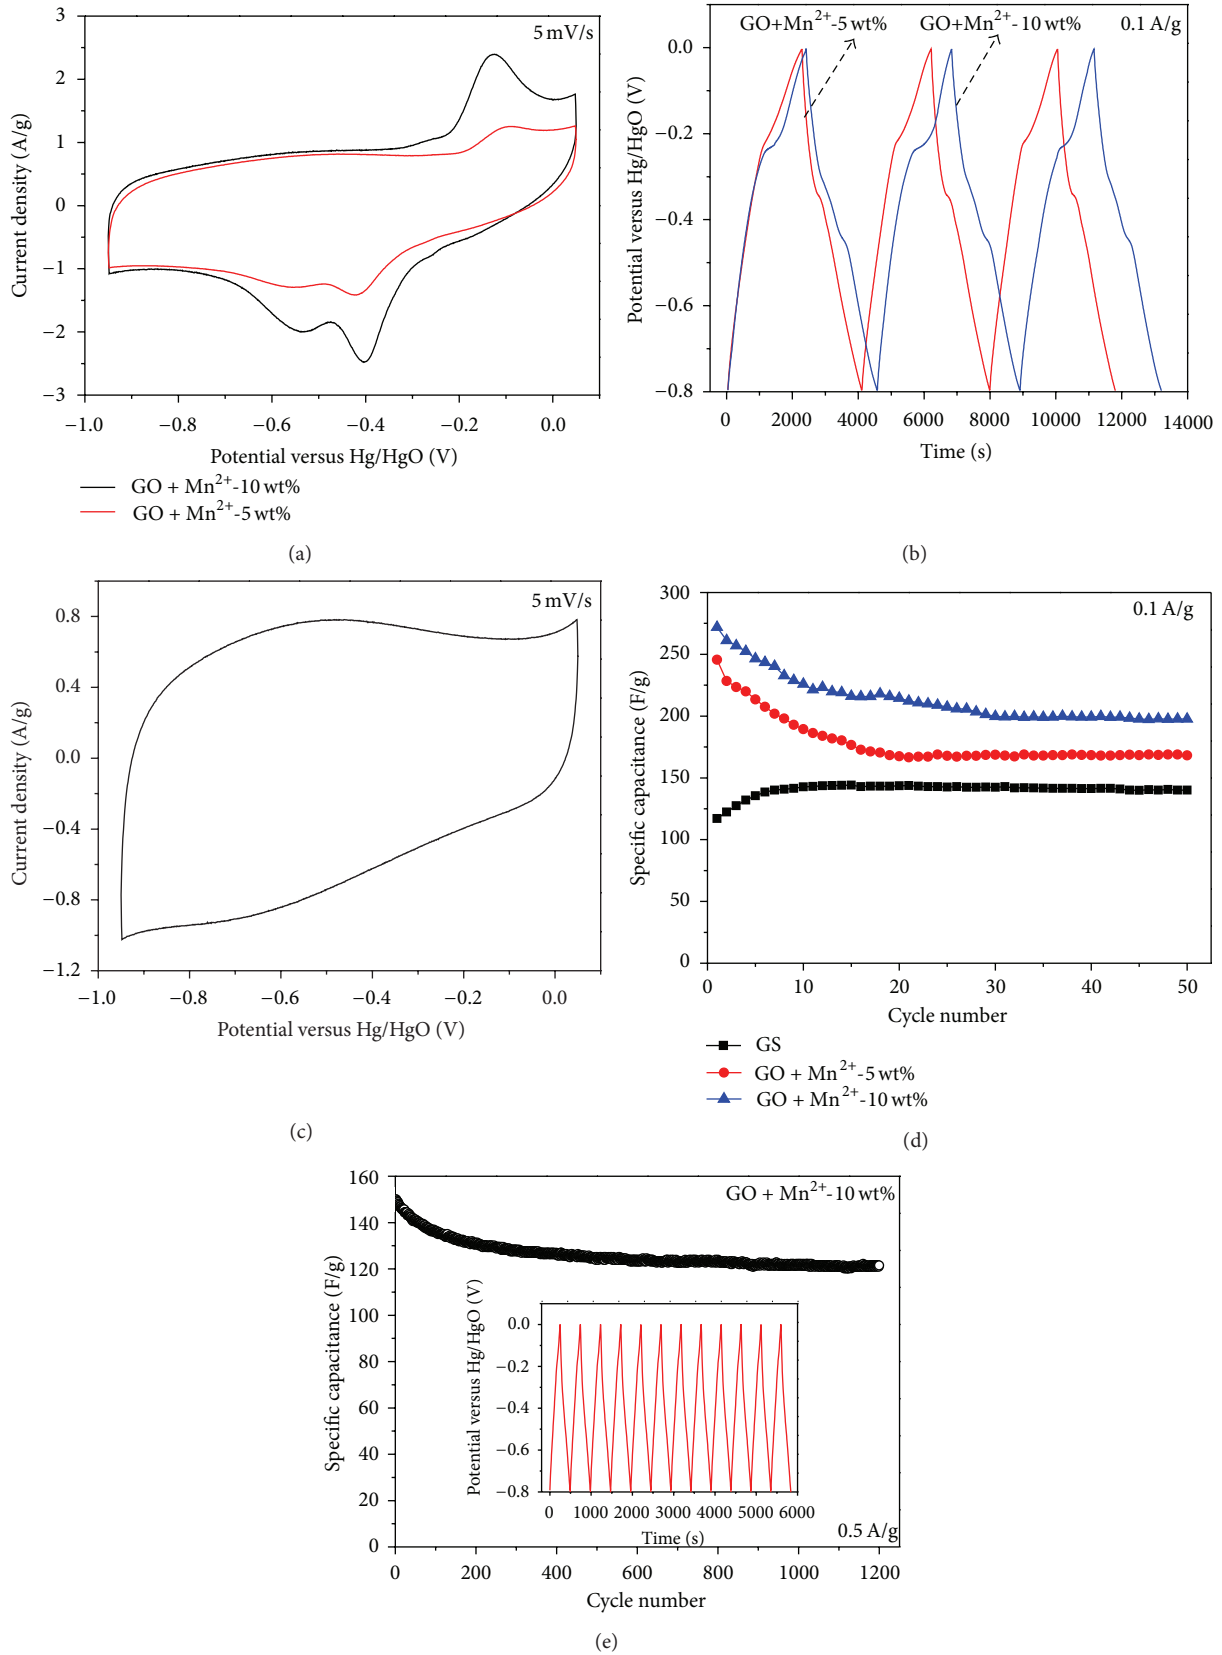 5 mV/s
3
2
1
0
−1
−2
−3
Current density (A/g)
−1.0 −0.8 −0.6 −0.4 −0.2 0.0
Potential versus Hg/HgO (V)
GO + Mn²⁺-10 wt%
GO + Mn²⁺-5 wt%
(a)
GO+Mn²⁺-5 wt% GO+Mn²⁺-10 wt% 0.1 A/g
0.0
−0.2
−0.4
−0.6
−0.8
Potential versus Hg/HgO (V)
0 2000 4000 6000 8000 10000 12000 14000
Time (s)
(b)
5 mV/s
0.8
0.4
0.0
−0.4
−0.8
−1.2
Current density (A/g)
−1.0 −0.8 −0.6 −0.4 −0.2 0.0
Potential versus Hg/HgO (V)
(c)
0.1 A/g
300
250
200
150
100
50
0
Specific capacitance (F/g)
0 10 20 30 40 50
Cycle number
GS
GO + Mn²⁺-5 wt%
GO + Mn²⁺-10 wt%
(d)
GO + Mn²⁺-10 wt%
160
140
120
100
80
60
40
20
0
Specific capacitance (F/g)
0.0
−0.2
−0.4
−0.6
−0.8
Potential versus Hg/HgO (V)
0 1000 2000 3000 4000 5000 6000
Time (s)
0.5 A/g
0 200 400 600 800 1000 1200
Cycle number
(e)